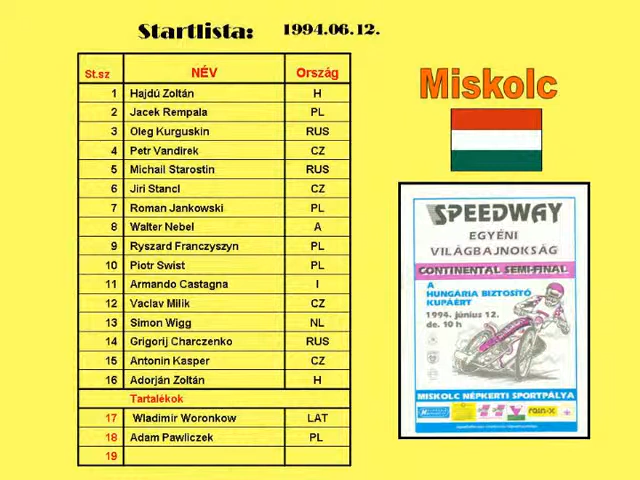 Startlista: 1994.06.12.
St.sz NÉV Ország
1 Hajdú Zoltán H
2 Jacek Rempala PL
3 Oleg Kurguskin RUS
4 Petr Vandirek CZ
5 Michail Starostin RUS
6 Jiri Stancl CZ
7 Roman Jankowski PL
8 Walter Nebel A
9 Ryszard Franczyszyn PL
10 Piotr Swist PL
11 Armando Castagna I
12 Vaclav Milik CZ
13 Simon Wigg NL
14 Grigorij Charczenko RUS
15 Antonin Kasper CZ
16 Adorján Zoltán H
Tartalékok
17 Wladimir Woronkow LAT
18 Adam Pawliczek PL
19
Miskolc
SPEEDWAY
EGYÉNI
VILÁGBAJNOKSÁG
CONTINENTAL SEMI-FINAL
A
HUNGÁRIA BIZTOSÍTÓ
KUPÁÉRT
1994. június 12.
de. 10 h
MISKOLC NÉPKERTI SPORTPÁLYA